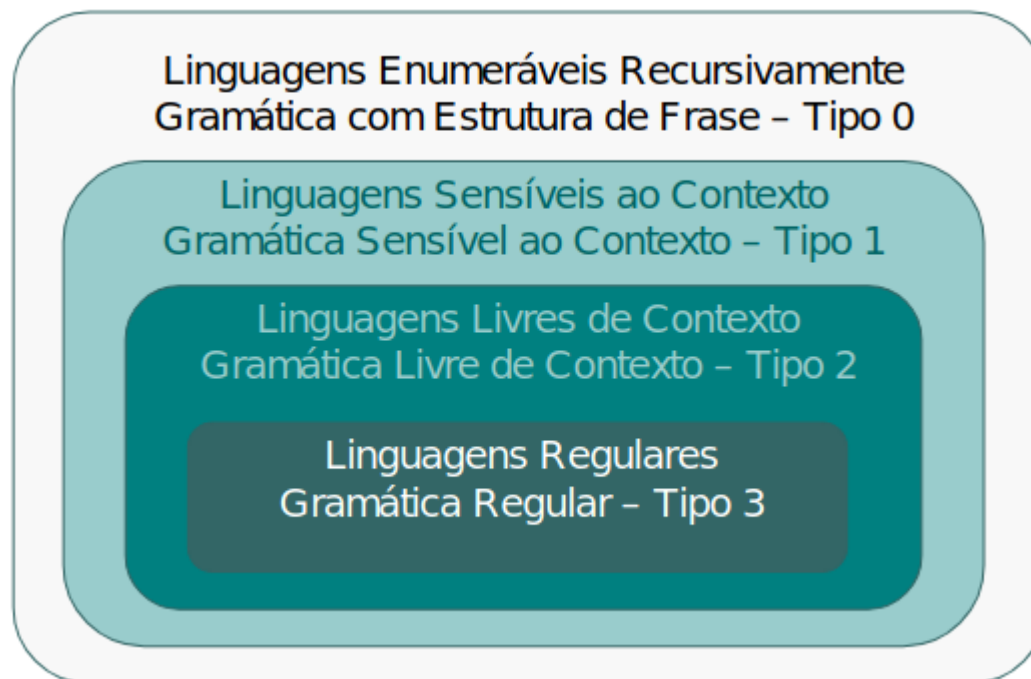 Linguagens Enumeráveis Recursivamente
Gramática com Estrutura de Frase – Tipo 0
Linguagens Sensíveis ao Contexto
Gramática Sensível ao Contexto – Tipo 1
Linguagens Livres de Contexto
Gramática Livre de Contexto – Tipo 2
Linguagens Regulares
Gramática Regular – Tipo 3